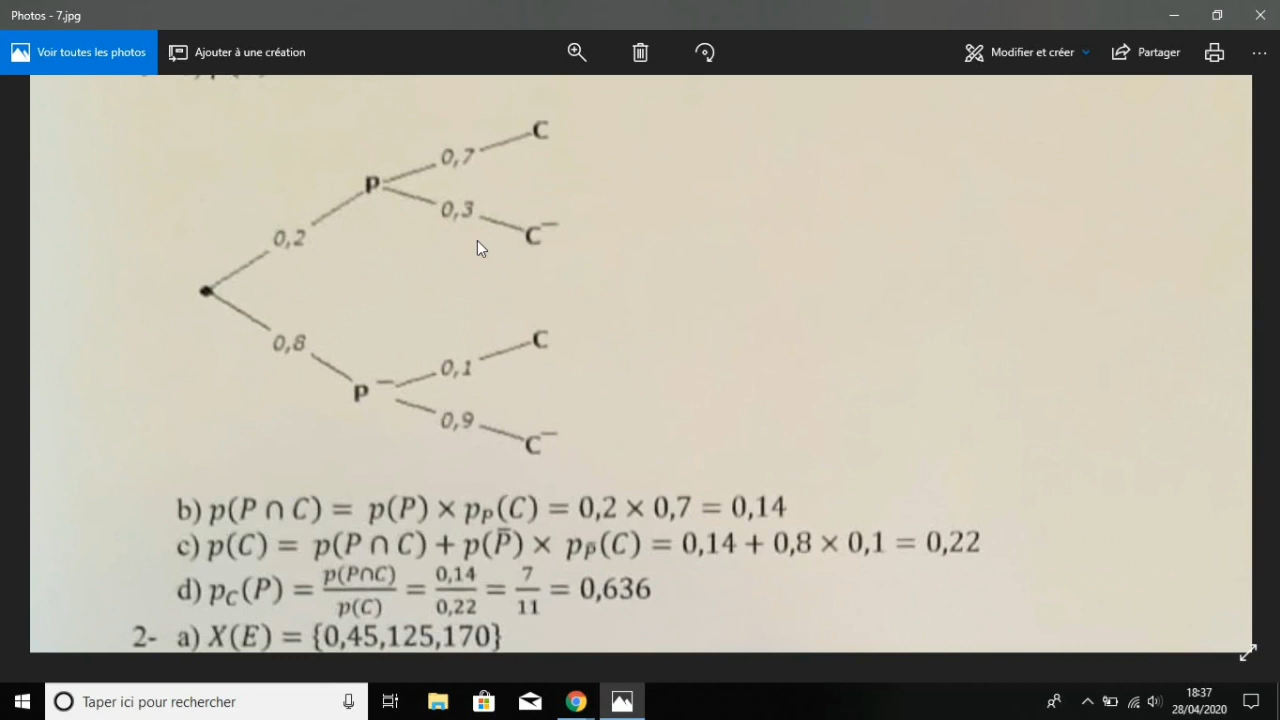 Photos - 7.jpg
Voir toutes les photos
Ajouter à une création
Modifier et créer
Partager
C
0,7
P
0,3
C̅
0,2
0,8
C
0,1
P̅
0,9
C̅
b) p(P ∩ C) = p(P) × p_P(C) = 0,2 × 0,7 = 0,14
c) p(C) = p(P ∩ C) + p(P̅) × p_P̅(C) = 0,14 + 0,8 × 0,1 = 0,22
d) p_C(P) = p(P∩C)/p(C) = 0,14/0,22 = 7/11 = 0,636
2- a) X(E) = {0,45,125,170}
Taper ici pour rechercher
18:37
28/04/2020